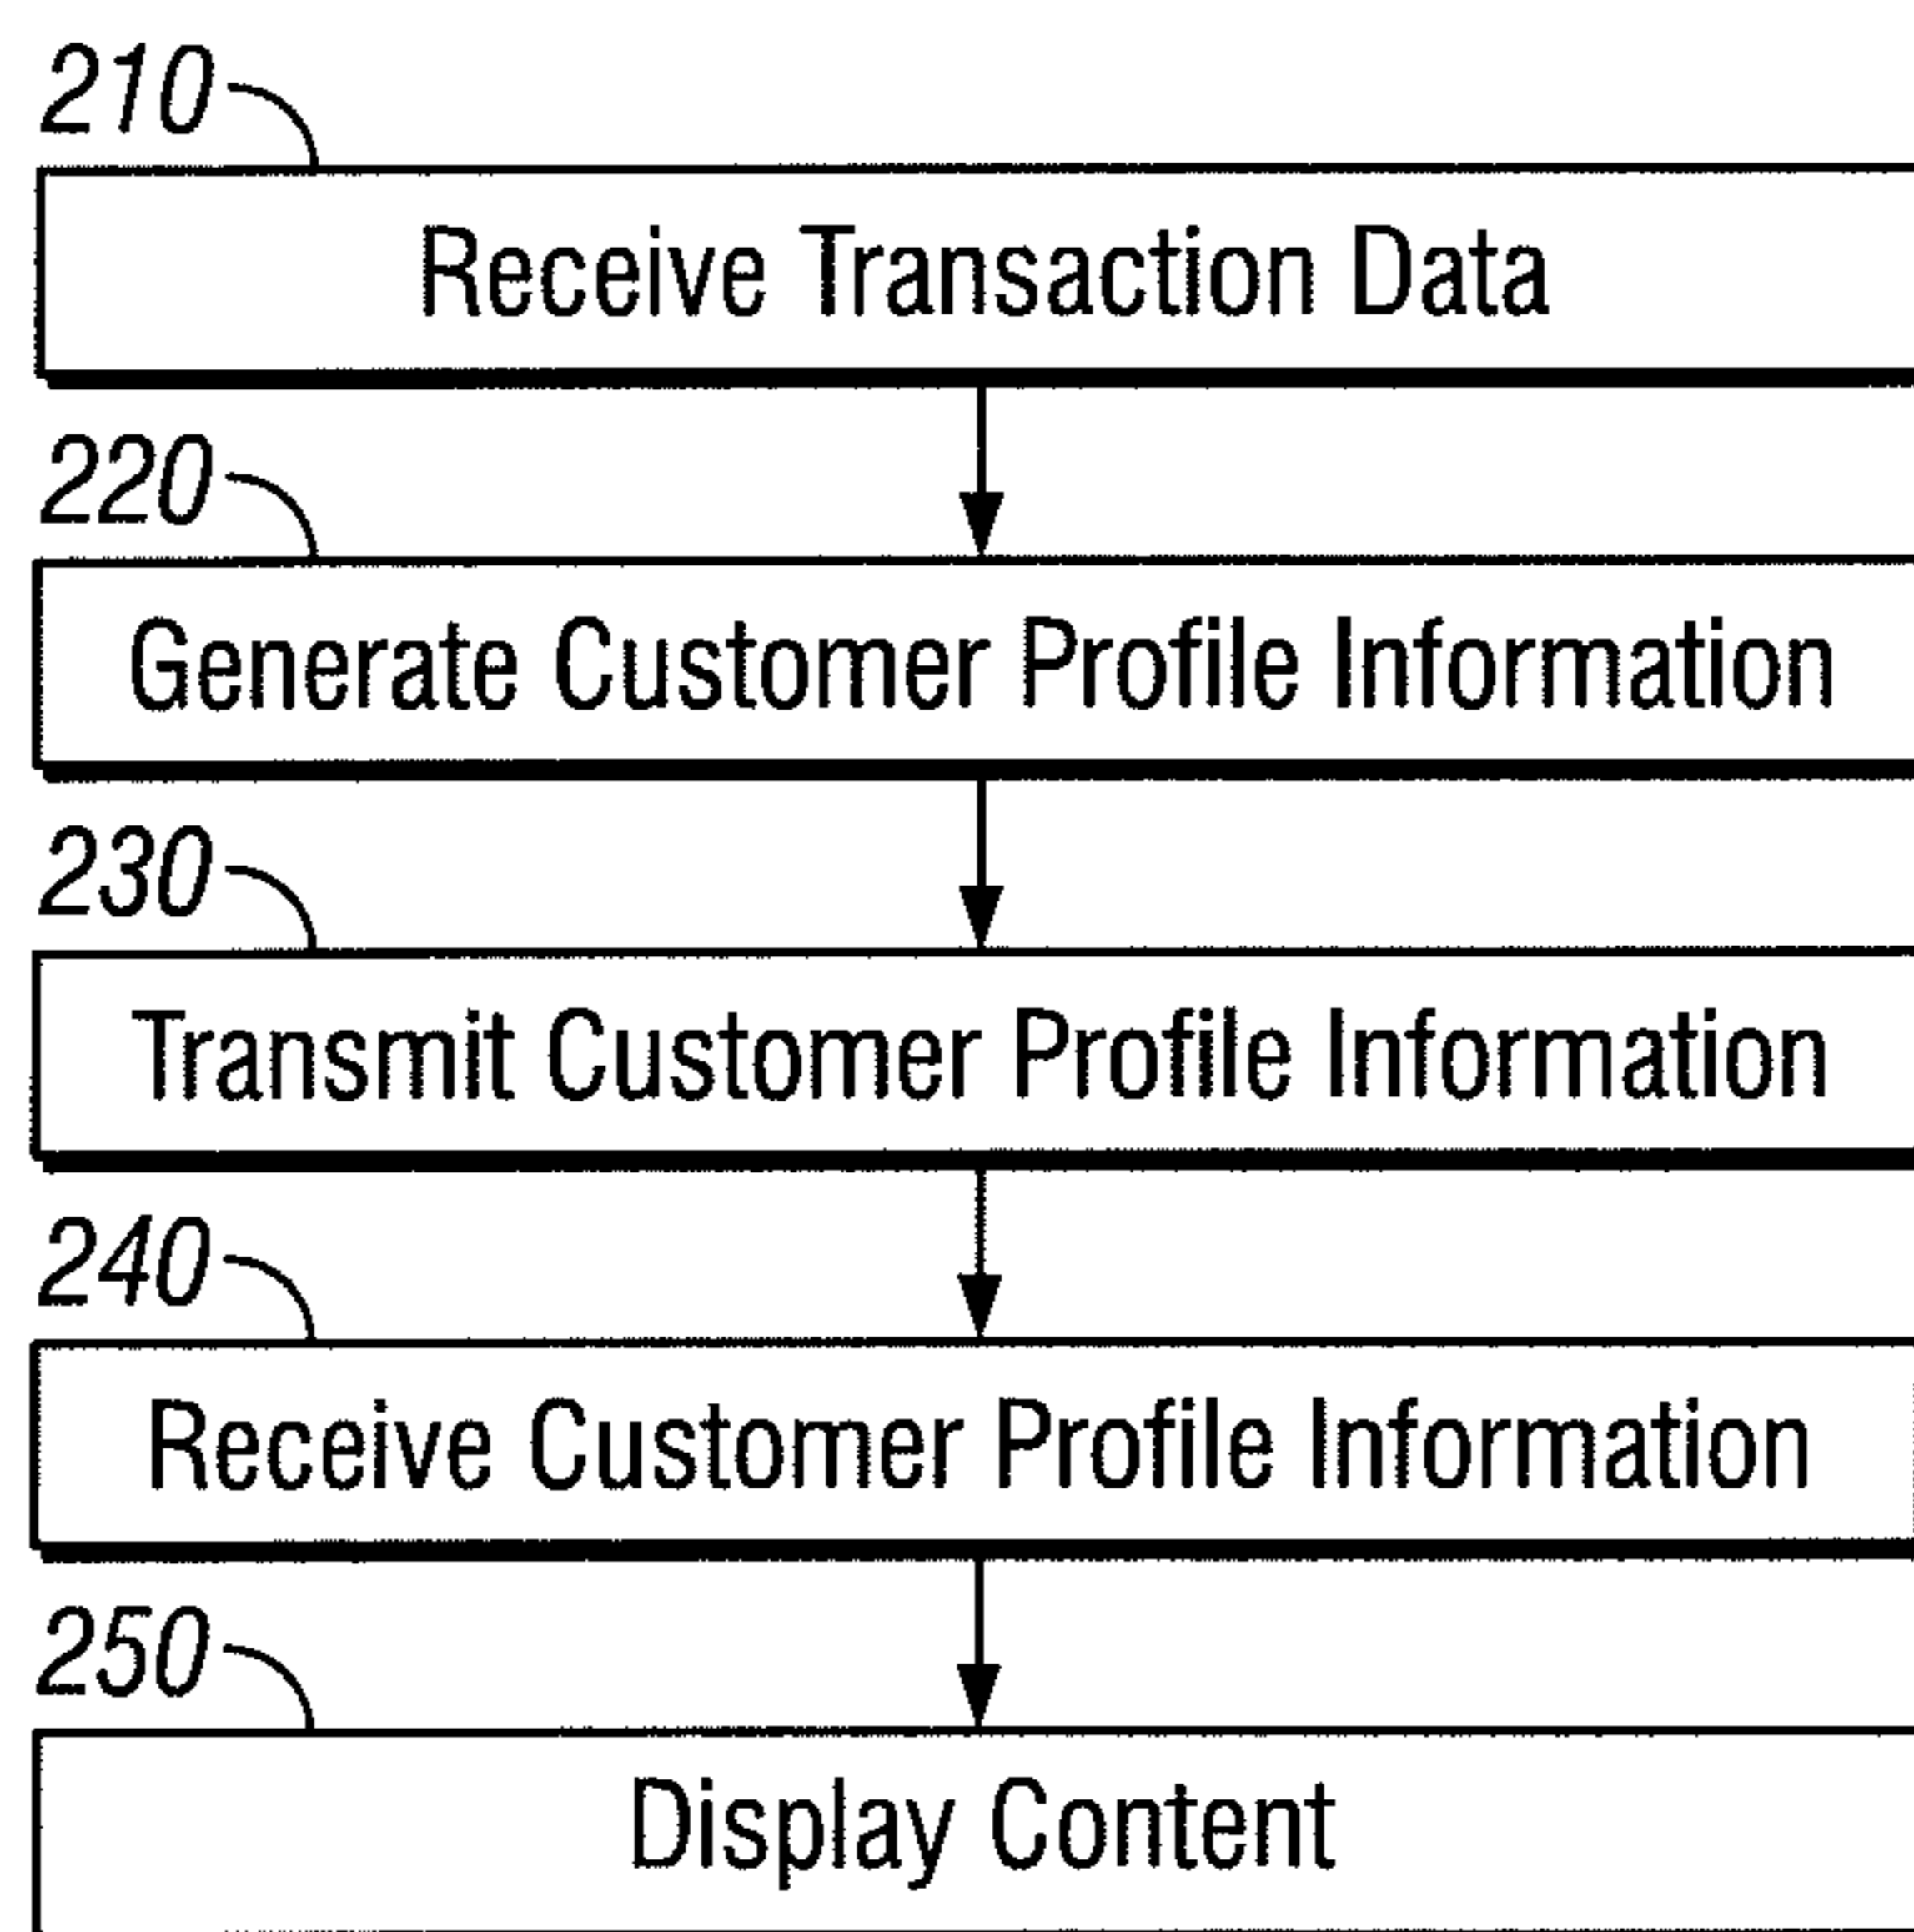 210
Receive Transaction Data
220
Generate Customer Profile Information
230
Transmit Customer Profile Information
240
Receive Customer Profile Information
250
Display Content